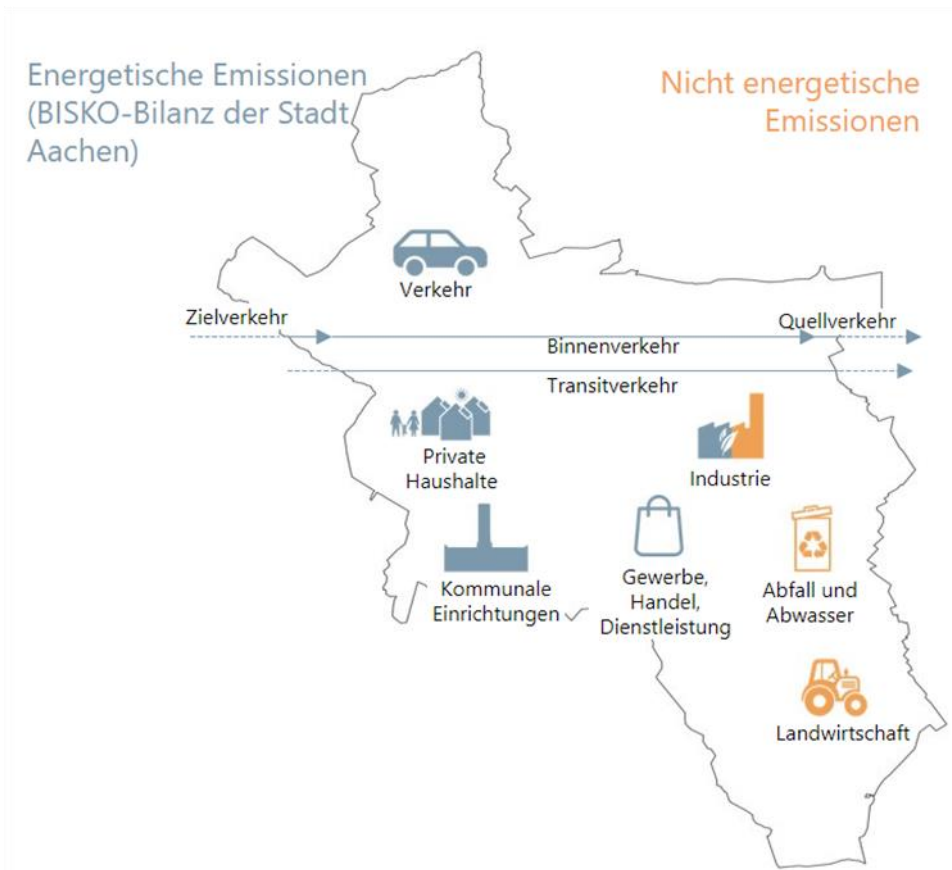 Energetische Emissionen
(BISKO-Bilanz der Stadt
Aachen)
Nicht energetische
Emissionen
Verkehr
Zielverkehr
Quellverkehr
Binnenverkehr
Transitverkehr
Private
Haushalte
Industrie
Kommunale
Einrichtungen
Gewerbe,
Handel,
Dienstleistung
Abfall und
Abwasser
Landwirtschaft